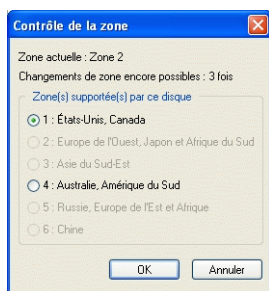 Contrôle de la zone
Zone actuelle : Zone 2
Changements de zone encore possibles : 3 fois
Zone(s) supportée(s) par ce disque
1 : États-Unis, Canada
2 : Europe de l'Ouest, Japon et Afrique du Sud
3 : Asie du Sud-Est
4 : Australie, Amérique du Sud
5 : Russie, Europe de l'Est et Afrique
6 : Chine
OK
Annuler